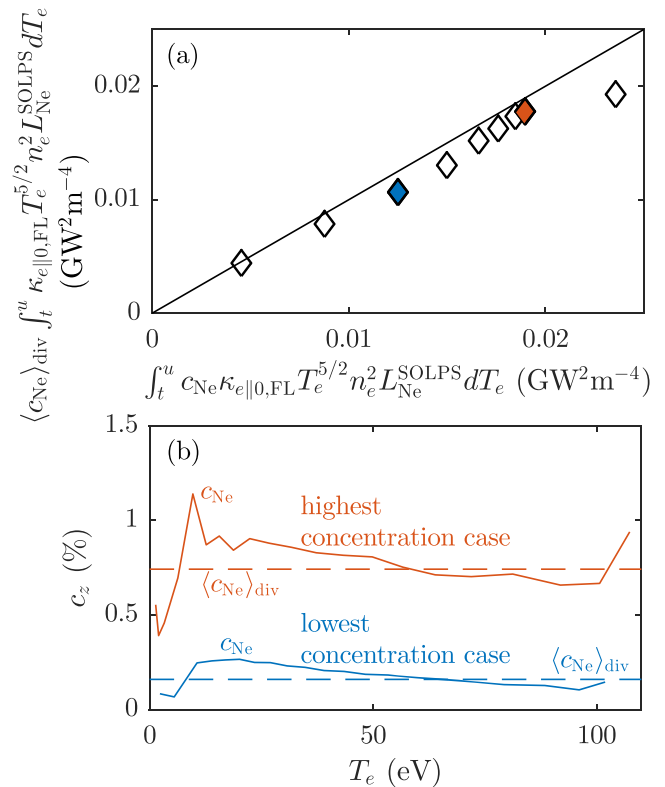 (a)
⟨c_Ne⟩_div ∫_t^u κ_{e∥0,FL} T_e^{5/2} n_e^2 L_Ne^SOLPS dT_e
(GW²m⁻⁴)
0.02
0.01
0
0 0.01 0.02
∫_t^u c_Ne κ_{e∥0,FL} T_e^{5/2} n_e^2 L_Ne^SOLPS dT_e (GW²m⁻⁴)
(b)
1.5
1
0.5
0
c_z (%)
c_Ne
highest
concentration case
⟨c_Ne⟩_div
c_Ne
lowest
concentration case
⟨c_Ne⟩_div
0 50 100
T_e (eV)